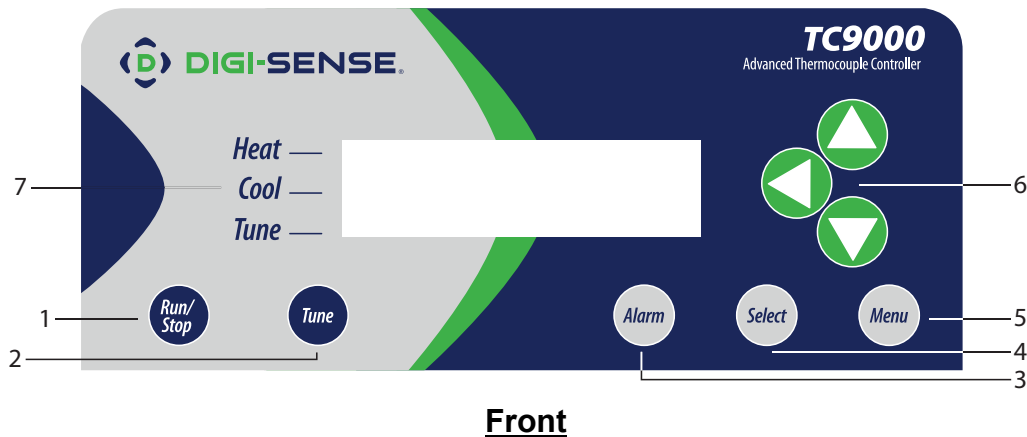 DIGI-SENSE.
TC9000
Advanced Thermocouple Controller
Heat
7
Cool
6
Tune
1
Run/
Stop
Tune
Alarm
Select
Menu
5
2
4
3
Front